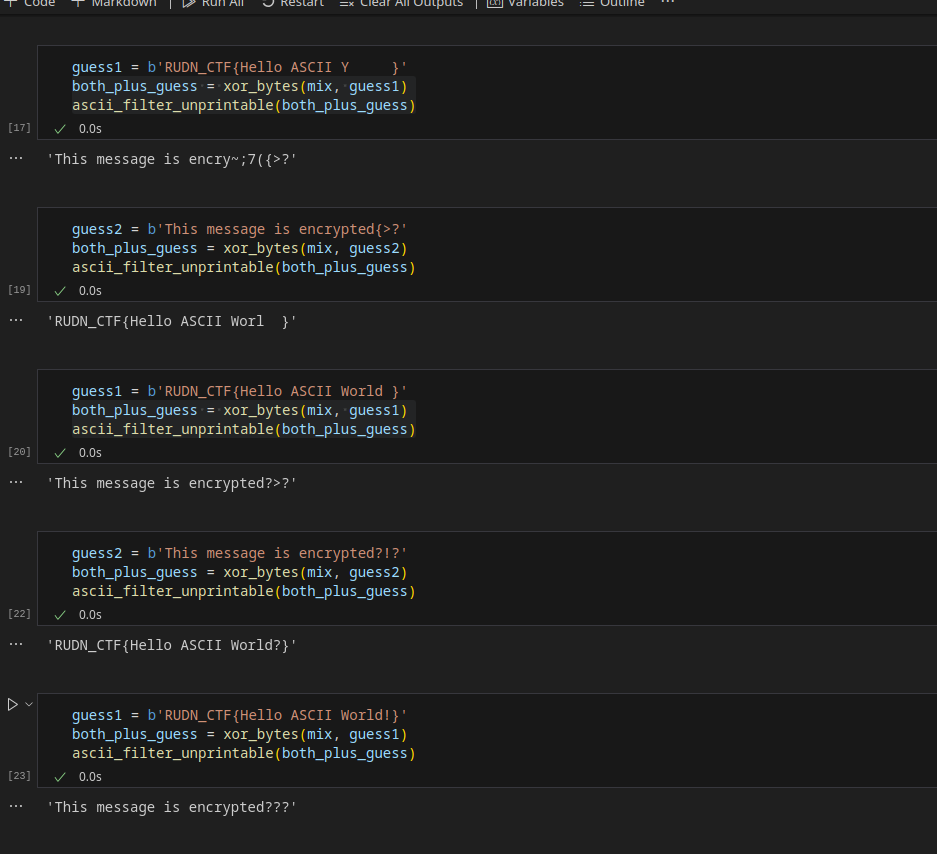 Code Markdown | Run All Restart Clear All Outputs | Variables Outline ···
guess1 = b'RUDN_CTF{Hello ASCII Y     }'
both_plus_guess = xor_bytes(mix, guess1)
ascii_filter_unprintable(both_plus_guess)
[17] ✓ 0.0s
··· 'This message is encry~;7({>?'
guess2 = b'This message is encrypted{>?'
both_plus_guess = xor_bytes(mix, guess2)
ascii_filter_unprintable(both_plus_guess)
[19] ✓ 0.0s
··· 'RUDN_CTF{Hello ASCII Worl  }'
guess1 = b'RUDN_CTF{Hello ASCII World }'
both_plus_guess = xor_bytes(mix, guess1)
ascii_filter_unprintable(both_plus_guess)
[20] ✓ 0.0s
··· 'This message is encrypted?>?'
guess2 = b'This message is encrypted?!?'
both_plus_guess = xor_bytes(mix, guess2)
ascii_filter_unprintable(both_plus_guess)
[22] ✓ 0.0s
··· 'RUDN_CTF{Hello ASCII World?}'
guess1 = b'RUDN_CTF{Hello ASCII World!}'
both_plus_guess = xor_bytes(mix, guess1)
ascii_filter_unprintable(both_plus_guess)
[23] ✓ 0.0s
··· 'This message is encrypted???'